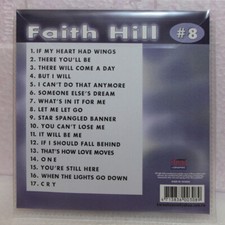 Faith Hill #8
1. IF MY HEART HAD WINGS
2. THERE YOU'LL BE
3. THERE WILL COME A DAY
4. BUT I WILL
5. I CAN'T DO THAT ANYMORE
6. SOMEONE ELSE'S DREAM
7. WHAT'S IN IT FOR ME
8. LET ME LET GO
9. STAR SPANGLED BANNER
10. YOU CAN'T LOSE ME
11. IT WILL BE ME
12. IF I SHOULD FALL BEHIND
13. THAT'S HOW LOVE MOVES
14. ONE
15. YOU'RE STILL HERE
16. WHEN THE LIGHTS GO DOWN
17. CRY